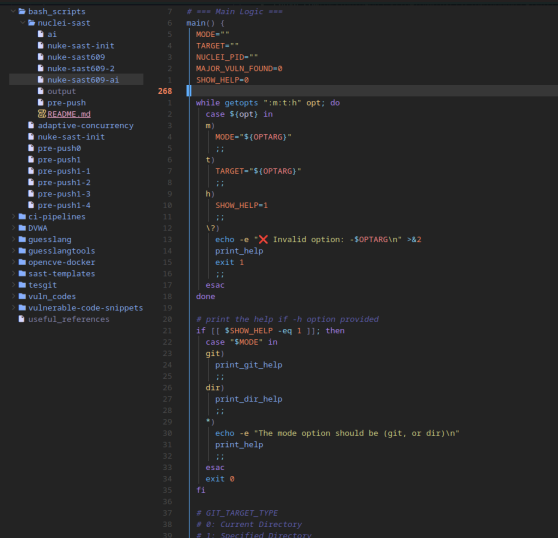 bash_scripts
nuclei-sast
ai
nuke-sast-init
nuke-sast609
nuke-sast609-2
nuke-sast609-ai
output
pre-push
README.md
adaptive-concurrency
nuke-sast-init
pre-push0
pre-push1
pre-push1-1
pre-push1-2
pre-push1-3
pre-push1-4
ci-pipelines
DVWA
guesslang
guesslangtools
opencve-docker
sast-templates
tesgit
vuln_codes
vulnerable-code-snippets
useful_references
7 # === Main Logic ===
6 main() {
5 MODE=""
4 TARGET=""
3 NUCLEI_PID=""
2 MAJOR_VULN_FOUND=0
1 SHOW_HELP=0
268
1 while getopts ":m:t:h" opt; do
2 case ${opt} in
3 m)
4 MODE="${OPTARG}"
5 ;;
6 t)
7 TARGET="${OPTARG}"
8 ;;
9 h)
10 SHOW_HELP=1
11 ;;
12 \?)
13 echo -e "❌ Invalid option: -$OPTARG\n" >&2
14 print_help
15 exit 1
16 ;;
17 esac
18 done
19
20 # print the help if -h option provided
21 if [[ $SHOW_HELP -eq 1 ]]; then
22 case "$MODE" in
23 git)
24 print_git_help
25 ;;
26 dir)
27 print_dir_help
28 ;;
29 *)
30 echo -e "The mode option should be (git, or dir)\n"
31 print_help
32 ;;
33 esac
34 exit 0
35 fi
36
37 # GIT_TARGET_TYPE
38 # 0: Current Directory
39 # 1: Specified Directory